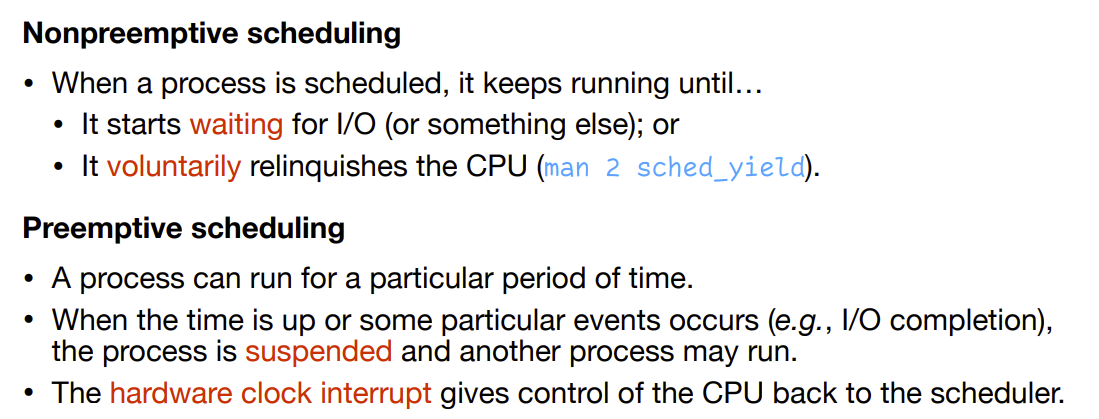 Nonpreemptive scheduling
• When a process is scheduled, it keeps running until…
• It starts waiting for I/O (or something else); or
• It voluntarily relinquishes the CPU (man 2 sched_yield).
Preemptive scheduling
• A process can run for a particular period of time.
• When the time is up or some particular events occurs (e.g., I/O completion),
the process is suspended and another process may run.
• The hardware clock interrupt gives control of the CPU back to the scheduler.